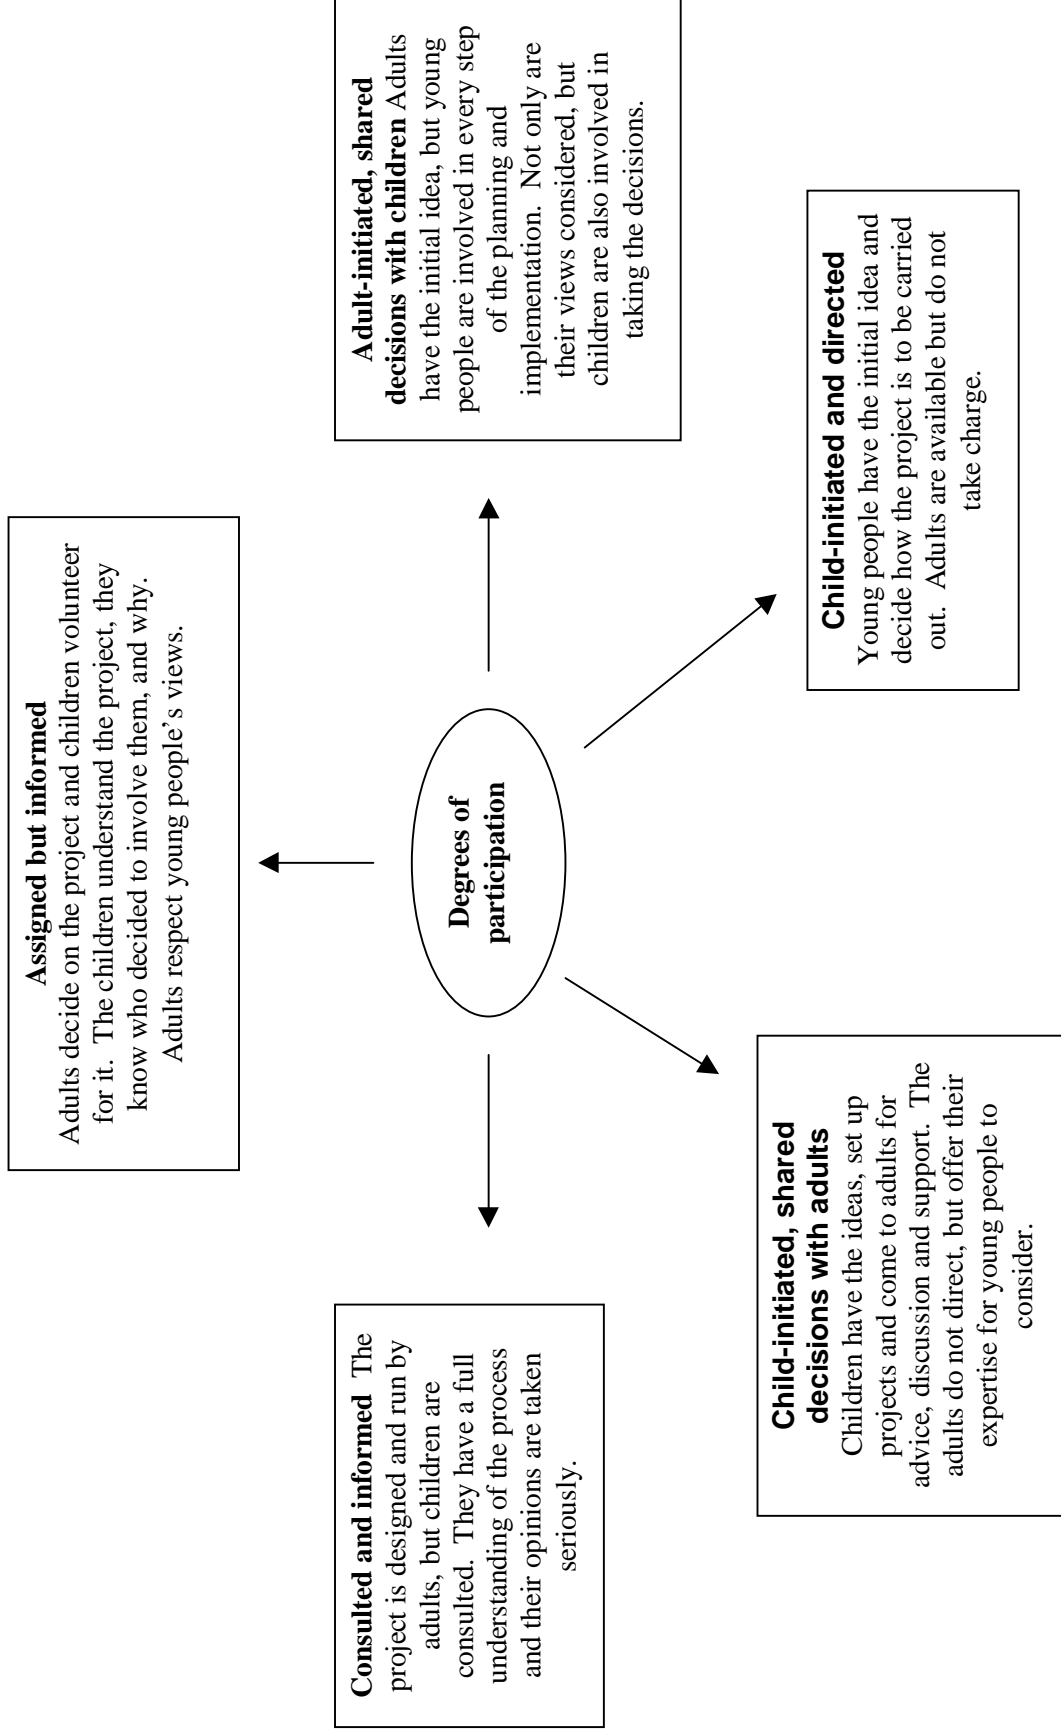 Assigned but informed
Adults decide on the project and children volunteer
for it. The children understand the project, they
know who decided to involve them, and why.
Adults respect young people's views.
Consulted and informed The
project is designed and run by
adults, but children are
consulted. They have a full
understanding of the process
and their opinions are taken
seriously.
Degrees of
participation
Adult-initiated, shared
decisions with children Adults
have the initial idea, but young
people are involved in every step
of the planning and
implementation. Not only are
their views considered, but
children are also involved in
taking the decisions.
Child-initiated, shared
decisions with adults
Children have the ideas, set up
projects and come to adults for
advice, discussion and support. The
adults do not direct, but offer their
expertise for young people to
consider.
Child-initiated and directed
Young people have the initial idea and
decide how the project is to be carried
out. Adults are available but do not
take charge.